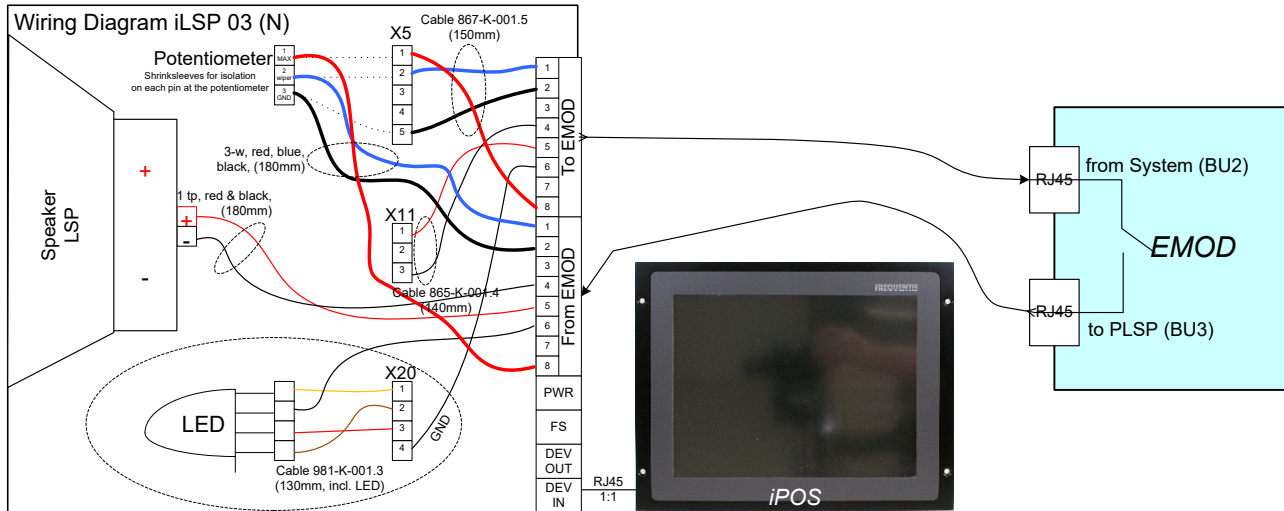 Wiring Diagram iLSP 03 (N)
Cable 867-K-001.5
(150mm)
X5
Potentiometer
Shrinksleeves for isolation
on each pin at the potentiometer
1
MAX
2
wiper
3
GND
1
2
3
4
5
1
2
3
4
5
6
7
8
To EMOD
3-w, red, blue,
black, (180mm)
Speaker
LSP
+
-
1 tp, red & black,
(180mm)
+
-
X11
1
2
3
Cable 865-K-001.4
(140mm)
1
2
3
4
5
6
7
8
From EMOD
LED
X20
1
2
3
4
GND
Cable 981-K-001.3
(130mm, incl. LED)
PWR
FS
DEV
OUT
DEV
IN
RJ45
1:1
FREQUENTIS
iPOS
RJ45
from System (BU2)
EMOD
RJ45
to PLSP (BU3)